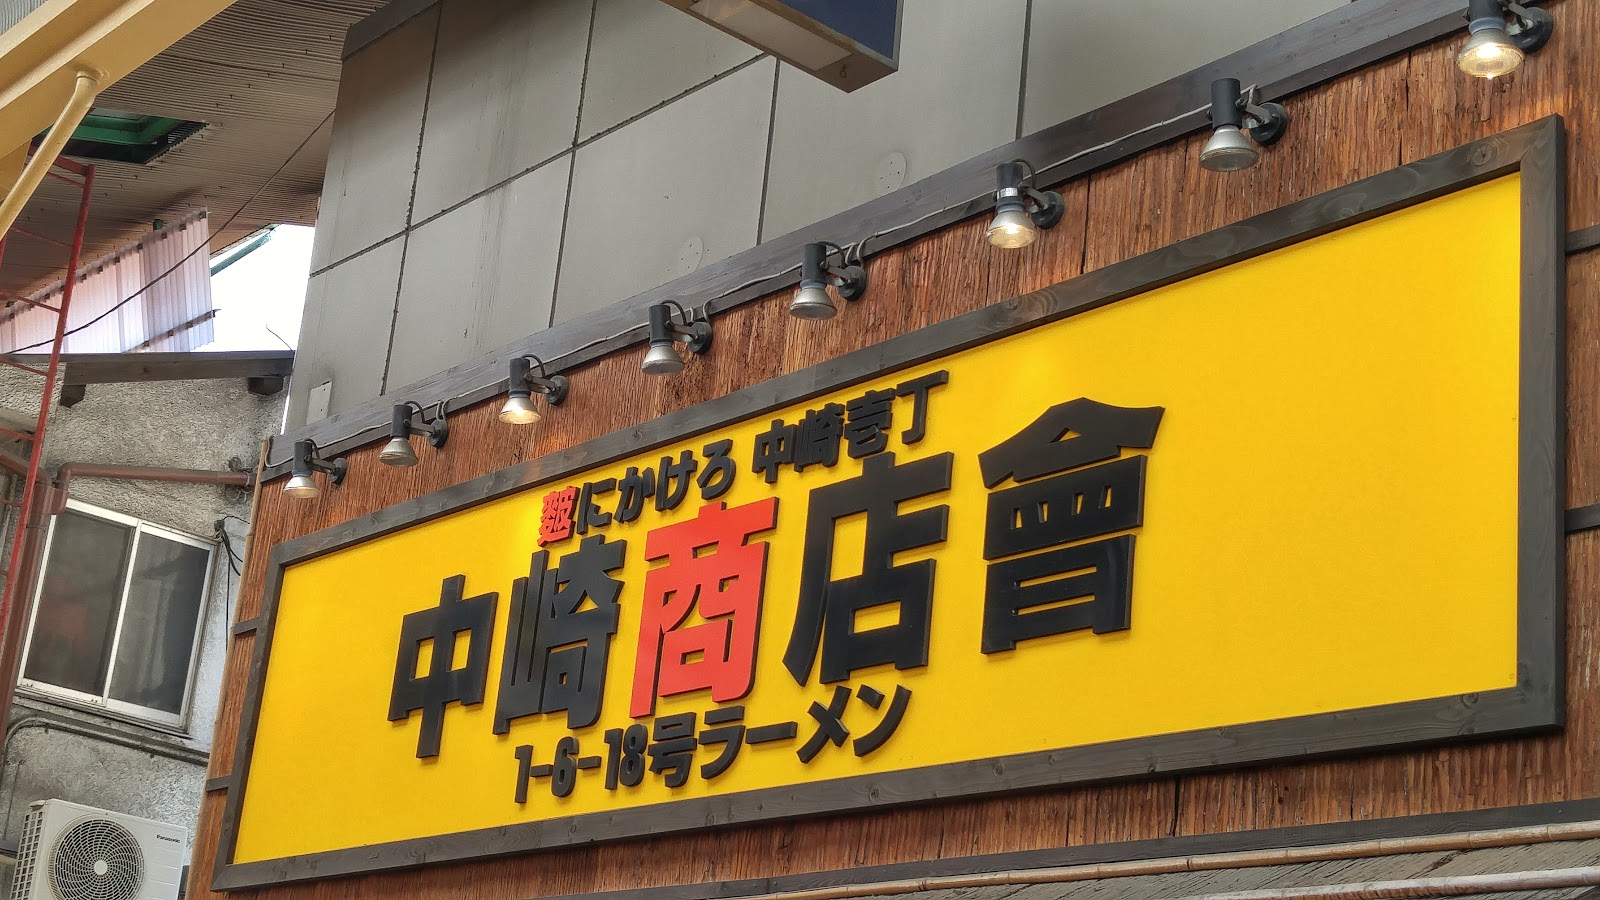 にかけろ 中崎壱丁
中崎商店會
1-6-18号ラーメン
Panasonic